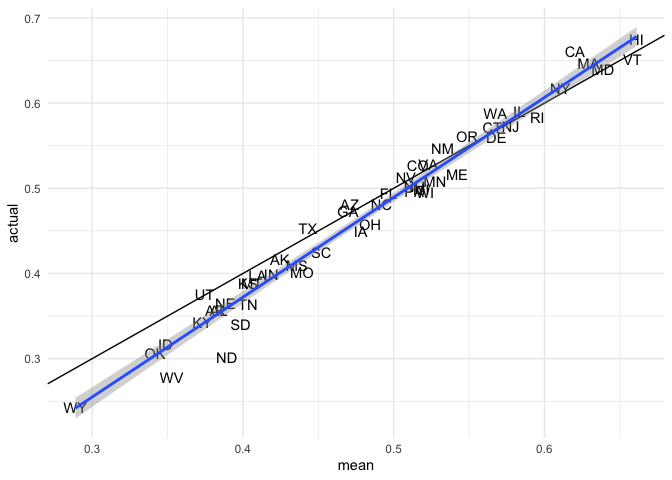 0.7
HI
CA
VT
MA
MD
NY
0.6
WA
IL
RI
CT
NJ
DE
OR
NM
CO
VA
ME
NV
MN
0.5
FL
WI
AZ
NC
GA
OH
TX
IA
SC
AK
MS
MO
LA
IN
0.4
UT
NE
TN
KY
SD
ID
OK
ND
0.3
WV
WY
0.3
0.4
0.5
0.6
mean
actual